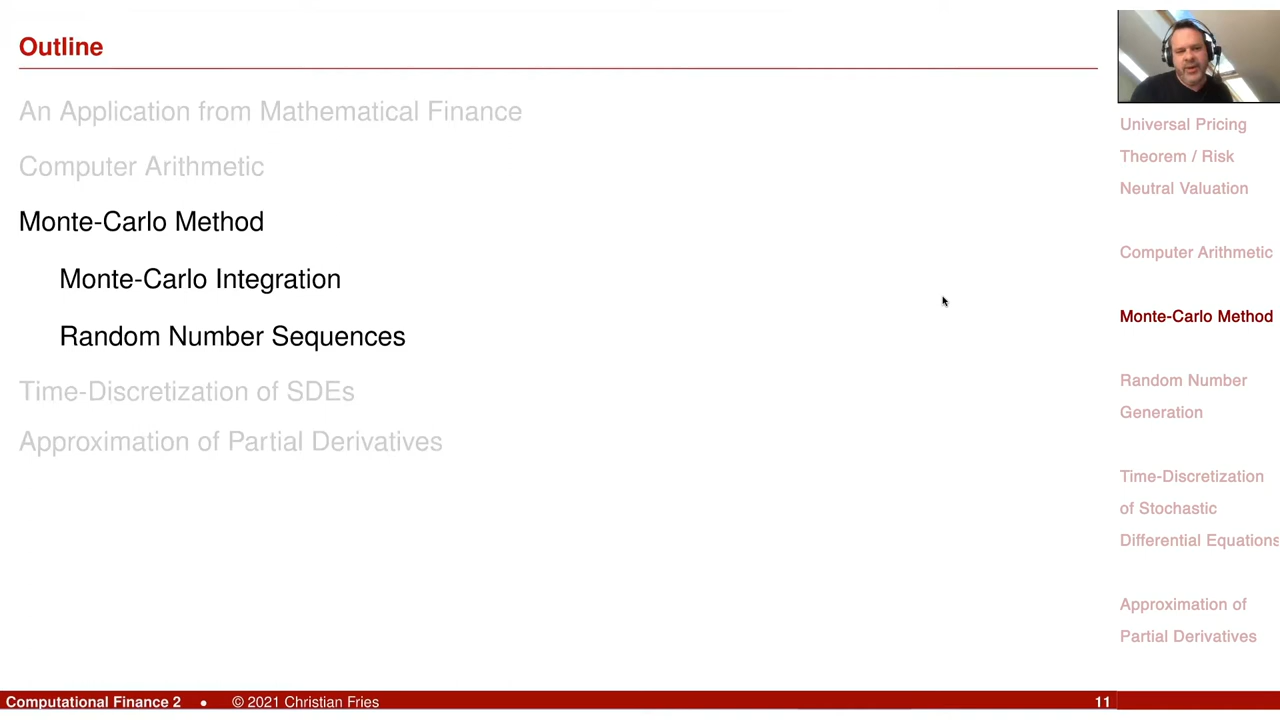 Outline
An Application from Mathematical Finance
Computer Arithmetic
Monte-Carlo Method
Monte-Carlo Integration
Random Number Sequences
Time-Discretization of SDEs
Approximation of Partial Derivatives
Universal Pricing
Theorem / Risk
Neutral Valuation
Computer Arithmetic
Monte-Carlo Method
Random Number
Generation
Time-Discretization
of Stochastic
Differential Equations
Approximation of
Partial Derivatives
Computational Finance 2 • © 2021 Christian Fries 11